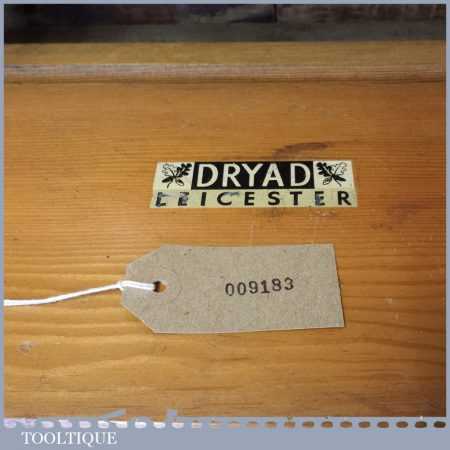 DRYAD
LEICESTER
009183
TOOLTIQUE